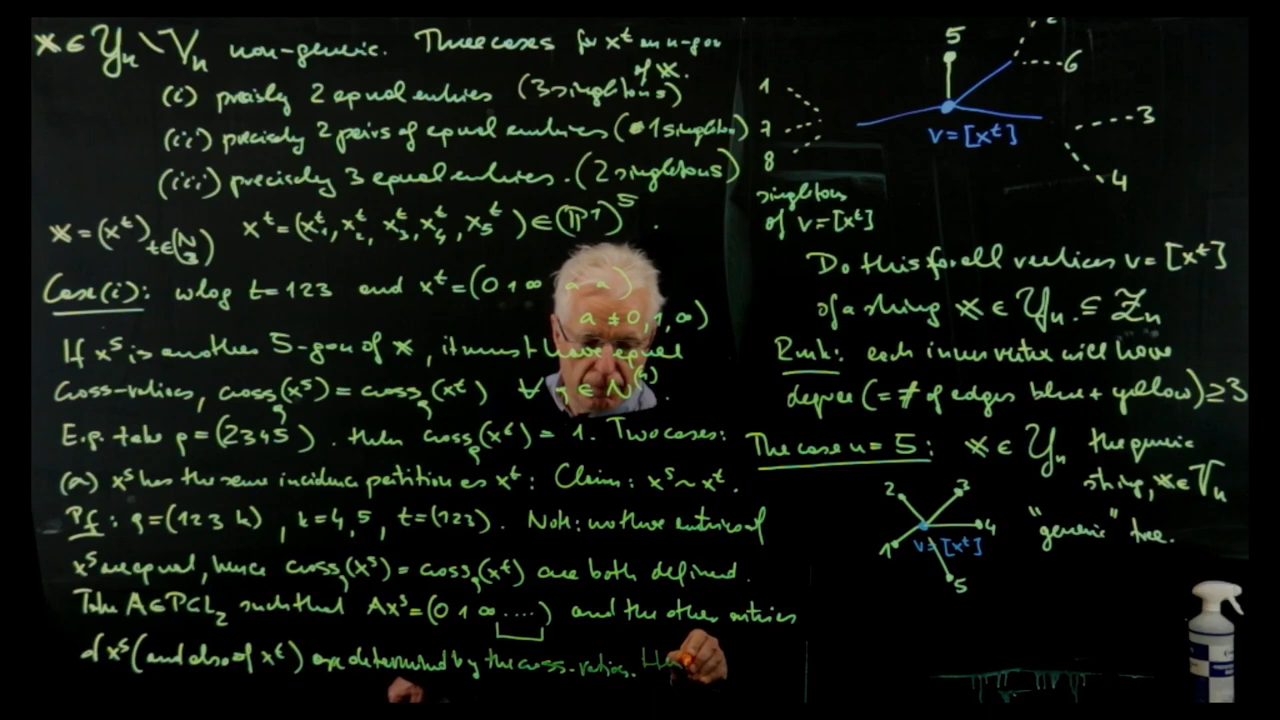 𝕏 ∈ 𝒴ₙ \ 𝒱ₙ non-generic. Three cases for xᵗ an n-gon
of 𝕏.
(i) precisely 2 equal entries (3 singletons)
(ii) precisely 2 pairs of equal entries (1 singleton)
(iii) precisely 3 equal entries. (2 singletons)
𝕏 = (xᵗ)_{t∈(N 3)} xᵗ = (x₁ᵗ, x₂ᵗ, x₃ᵗ, x₄ᵗ, x₅ᵗ) ∈ (ℙ¹)⁵.
Case (i): wlog t = 123 and xᵗ = (0 1 ∞ a a)
a ≠ 0, 1, ∞)
If xˢ is another 5-gon of 𝕏, it must have equal
Cross-ratios, cross_q(xˢ) = cross_q(xᵗ) ∀ q ∈ N⁽⁴⁾.
E.g. take q = (2345). then cross_q(xᵗ) = 1. Two cases:
(a) xˢ has the same incidence partition as xᵗ: Claim: xˢ ~ xᵗ.
Pf: q = (123 k), k = 4, 5, t = (123). Note: no three entries of
xˢ are equal, hence cross_q(xˢ) = cross_q(xᵗ) are both defined.
Take A ∈ PGL₂ such that Axˢ = (0 1 ∞ ....) and the other entries
of xˢ (and also of xᵗ) are determined by the cross-ratios.
5
2
6
1
7
8
3
4
v = [xᵗ]
singletons
of v = [xᵗ]
Do this for all vertices v = [xᵗ]
of a string 𝕏 ∈ 𝒴ₙ ⊆ 𝒵ₙ
Rmk: each inner vertex will have
degree (= # of edges blue + yellow) ≥ 3
The case n = 5: 𝕏 ∈ 𝒴ₙ the generic
string, 𝕏 ∈ 𝒱ₙ
2
3
4
1
v = [xᵗ]
5
"generic" tree.